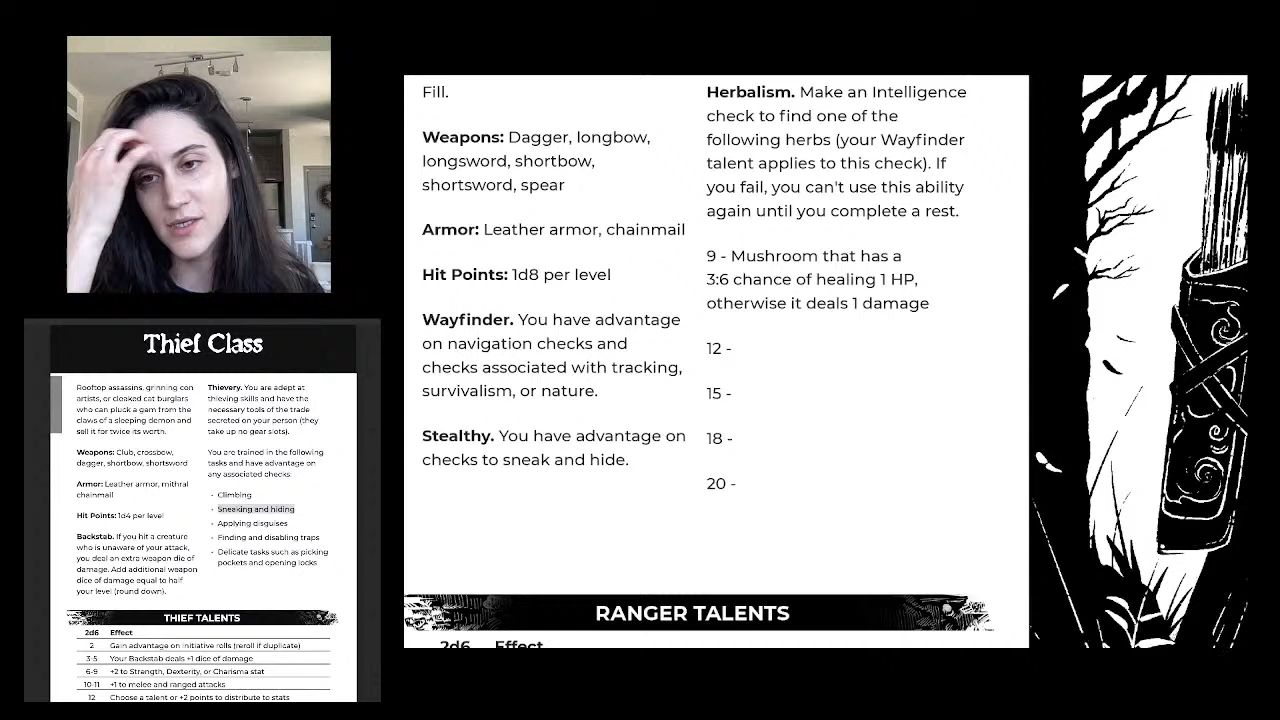 Fill.
Weapons: Dagger, longbow,
longsword, shortbow,
shortsword, spear
Armor: Leather armor, chainmail
Hit Points: 1d8 per level
Wayfinder. You have advantage
on navigation checks and
checks associated with tracking,
survivalism, or nature.
Stealthy. You have advantage on
checks to sneak and hide.
Herbalism. Make an Intelligence
check to find one of the
following herbs (your Wayfinder
talent applies to this check). If
you fail, you can't use this ability
again until you complete a rest.
9 - Mushroom that has a
3:6 chance of healing 1 HP,
otherwise it deals 1 damage
12 -
15 -
18 -
20 -
RANGER TALENTS
2d6 Effect
Thief Class
Rooftop assassins, grinning con
artists, or cloaked cat burglars
who can pluck a gem from the
claws of a sleeping demon and
sell it for twice its worth.
Weapons: Club, crossbow,
dagger, shortbow, shortsword
Armor: Leather armor, mithral
chainmail
Hit Points: 1d4 per level
Backstab. If you hit a creature
who is unaware of your attack,
you deal an extra weapon die of
damage. Add additional weapon
dice of damage equal to half
your level (round down).
Thievery. You are adept at
thieving skills and have the
necessary tools of the trade
secreted on your person (they
take up no gear slots).
You are trained in the following
tasks and have advantage on
any associated checks:
- Climbing
- Sneaking and hiding
- Applying disguises
- Finding and disabling traps
- Delicate tasks such as picking
pockets and opening locks
THIEF TALENTS
2d6 Effect
2 Gain advantage on initiative rolls (reroll if duplicate)
3-5 Your Backstab deals +1 dice of damage
6-9 +2 to Strength, Dexterity, or Charisma stat
10-11 +1 to melee and ranged attacks
12 Choose a talent or +2 points to distribute to stats